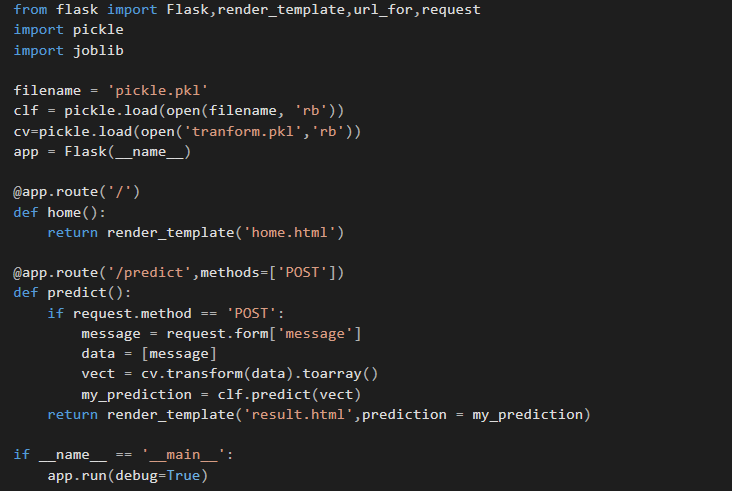 from flask import Flask,render_template,url_for,request
import pickle
import joblib

filename = 'pickle.pkl'
clf = pickle.load(open(filename, 'rb'))
cv=pickle.load(open('tranform.pkl','rb'))
app = Flask(__name__)

@app.route('/')
def home():
    return render_template('home.html')

@app.route('/predict',methods=['POST'])
def predict():
    if request.method == 'POST':
        message = request.form['message']
        data = [message]
        vect = cv.transform(data).toarray()
        my_prediction = clf.predict(vect)
    return render_template('result.html',prediction = my_prediction)

if __name__ == '__main__':
    app.run(debug=True)